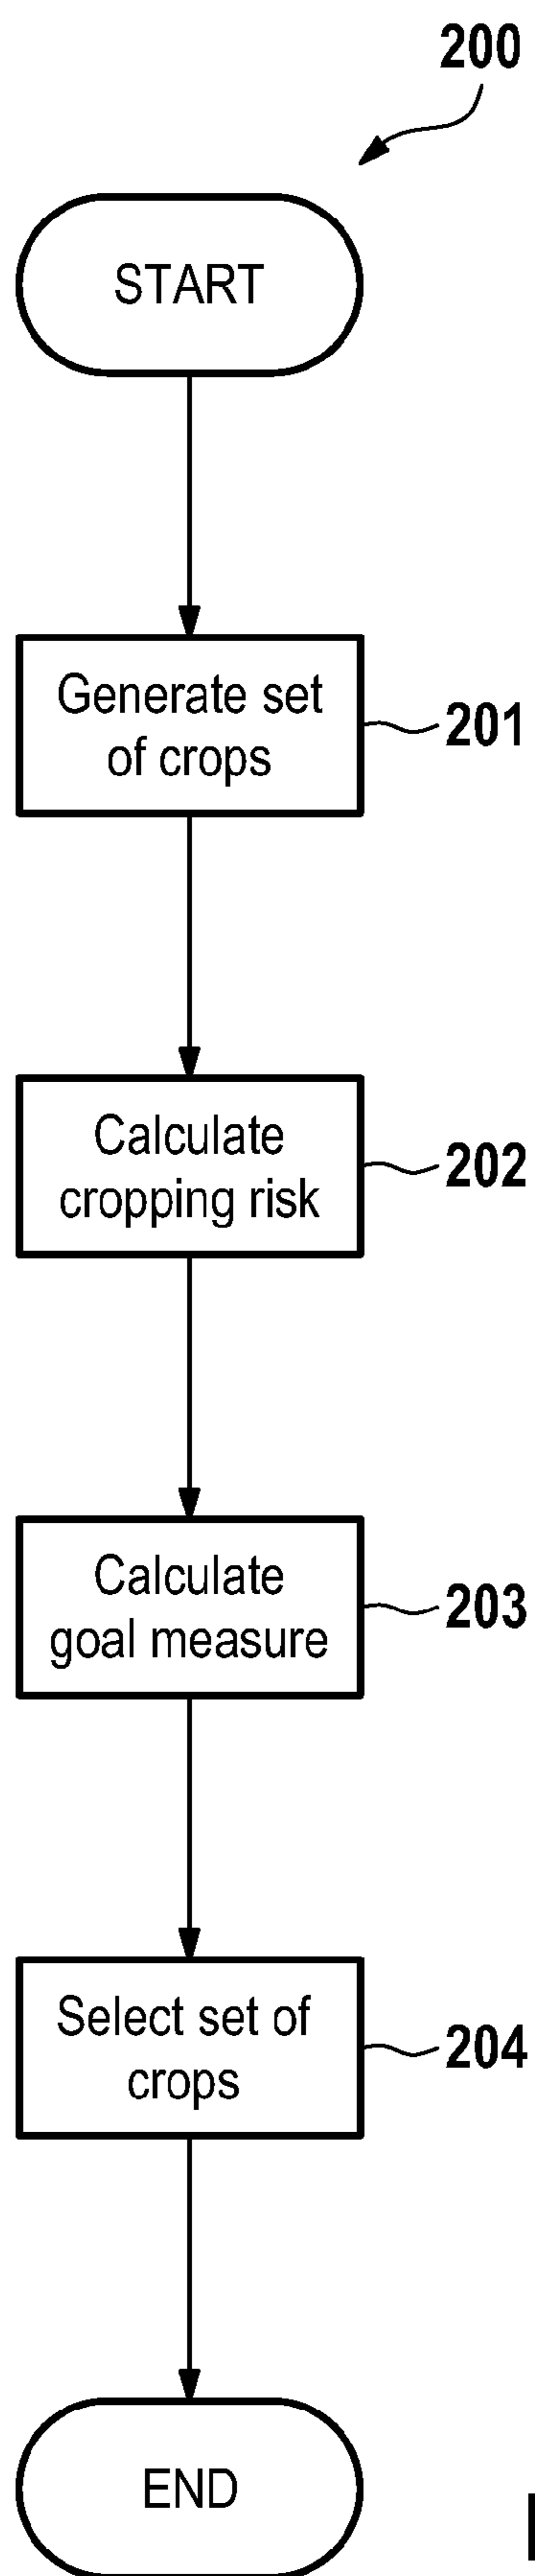 200
START
Generate set
of crops
201
Calculate
cropping risk
202
Calculate
goal measure
203
Select set of
crops
204
END